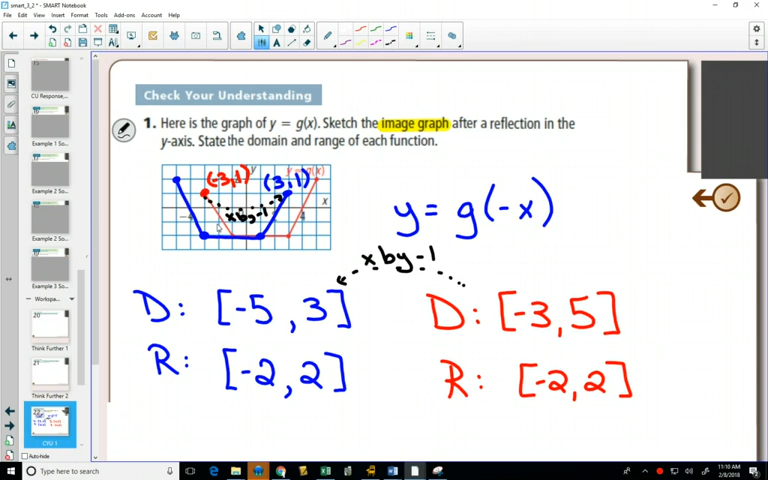 smart_3_2 *
File Edit View Insert Format Tools Add-ons Account Help
CU Response,...
Example 1 So...
Example 2 So...
Example 2 So...
Example 3 So...
Workspa...
Think Further 1
Think Further 2
CYU 1
Auto-hide
Check Your Understanding
1. Here is the graph of y = g(x). Sketch the image graph after a reflection in the
y-axis. State the domain and range of each function.
(-3,1) (3,1)
y
x
-4
4
x by -1
y = g(-x)
x by -1
D: [-5, 3] D: [-3, 5]
R: [-2, 2] R: [-2, 2]
Type here to search
11:10 AM
2/8/2018